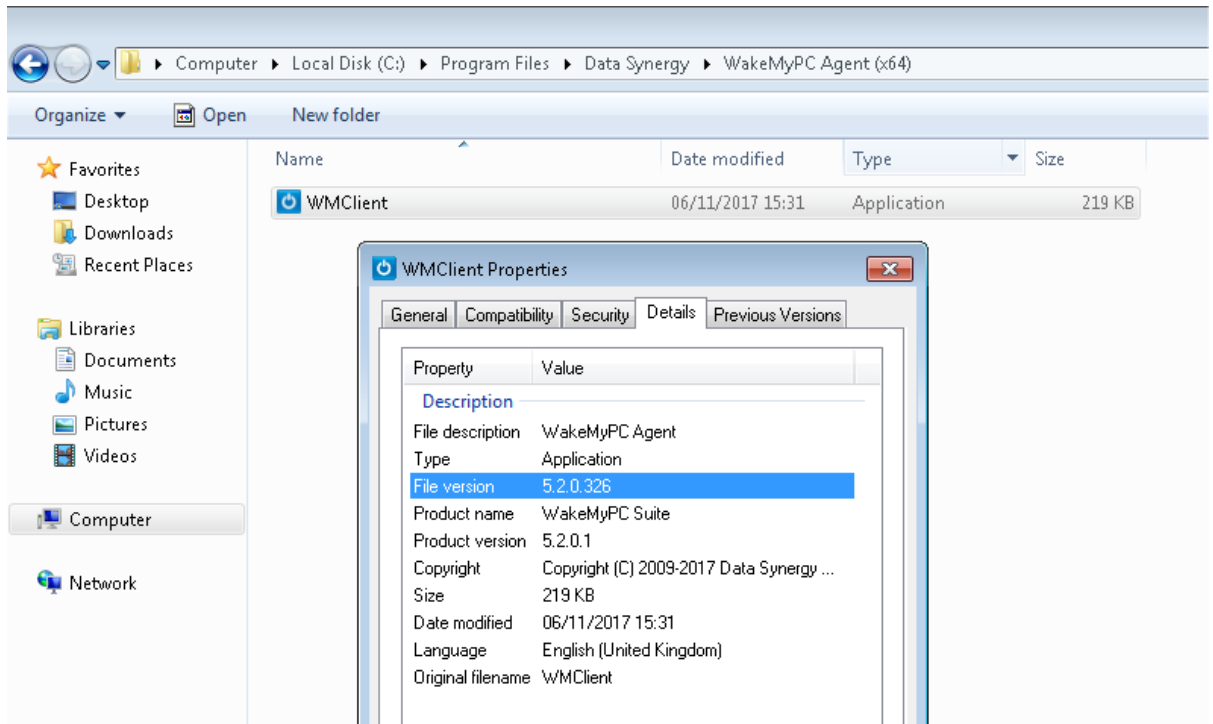 Computer Local Disk (C:) Program Files Data Synergy WakeMyPC Agent (x64)
Organize Open New folder
Favorites
Desktop
Downloads
Recent Places
Libraries
Documents
Music
Pictures
Videos
Computer
Network
Name Date modified Type Size
WMClient 06/11/2017 15:31 Application 219 KB
WMClient Properties
General Compatibility Security Details Previous Versions
Property Value
Description
File description WakeMyPC Agent
Type Application
File version 5.2.0.326
Product name WakeMyPC Suite
Product version 5.2.0.1
Copyright Copyright (C) 2009-2017 Data Synergy ...
Size 219 KB
Date modified 06/11/2017 15:31
Language English (United Kingdom)
Original filename WMClient